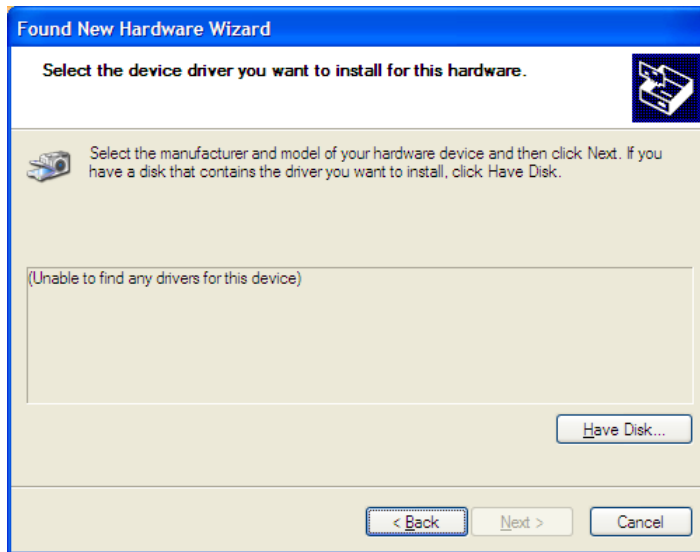 Found New Hardware Wizard
Select the device driver you want to install for this hardware.
Select the manufacturer and model of your hardware device and then click Next. If you
have a disk that contains the driver you want to install, click Have Disk.
(Unable to find any drivers for this device)
Have Disk...
< Back Next > Cancel